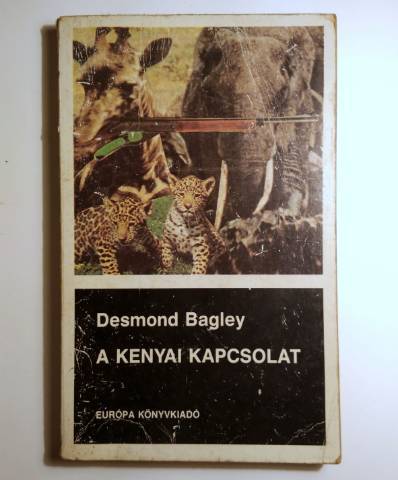 Desmond Bagley
A KENYAI KAPCSOLAT
EURÓPA KÖNYVKIADÓ